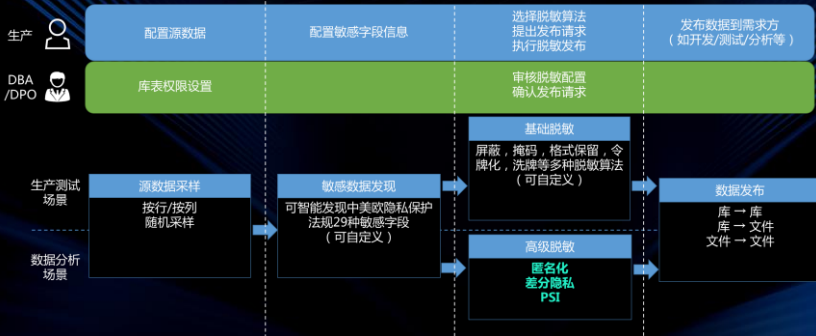 生产
配置源数据
配置敏感字段信息
选择脱敏算法
提出发布请求
执行脱敏发布
发布数据到需求方
（如开发/测试/分析等）
DBA
/DPO
库表权限设置
审核脱敏配置
确认发布请求
生产测试
场景
数据分析
场景
源数据采样
按行/按列
随机采样
敏感数据发现
可智能发现中美欧隐私保护
法规29种敏感字段
（可自定义）
基础脱敏
屏蔽，掩码，格式保留，令
牌化，洗牌等多种脱敏算法
（可自定义）
高级脱敏
匿名化
差分隐私
PSI
数据发布
库 → 库
库 → 文件
文件 → 文件